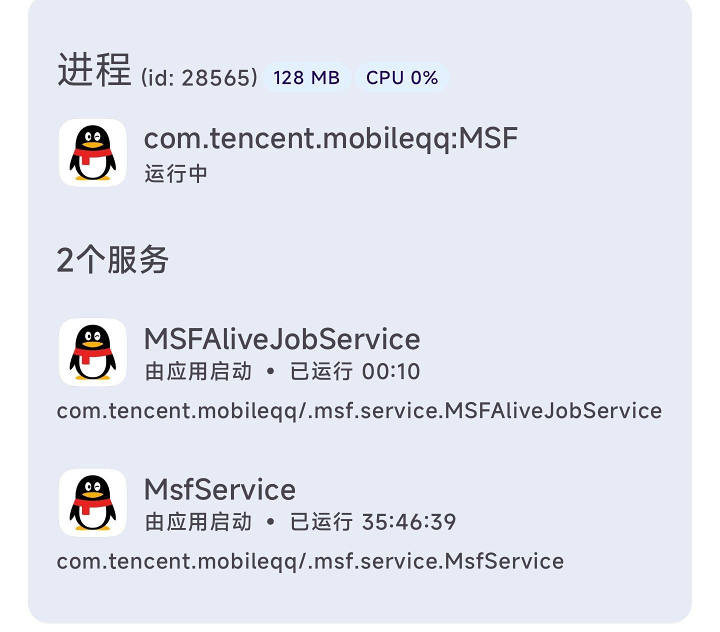 进程 (id: 28565) 128 MB CPU 0%
com.tencent.mobileqq:MSF
运行中
2个服务
MSFAliveJobService
由应用启动 • 已运行 00:10
com.tencent.mobileqq/.msf.service.MSFAliveJobService
MsfService
由应用启动 • 已运行 35:46:39
com.tencent.mobileqq/.msf.service.MsfService